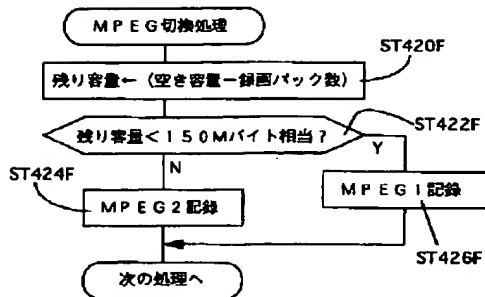 MPEG切換処理
ST420F
残り容量←(空き容量-録画パック数)
残り容量<150Mバイト相当?
ST422F
Y
N
ST424F
MPEG2記録
MPEG1記録
ST426F
次の処理へ